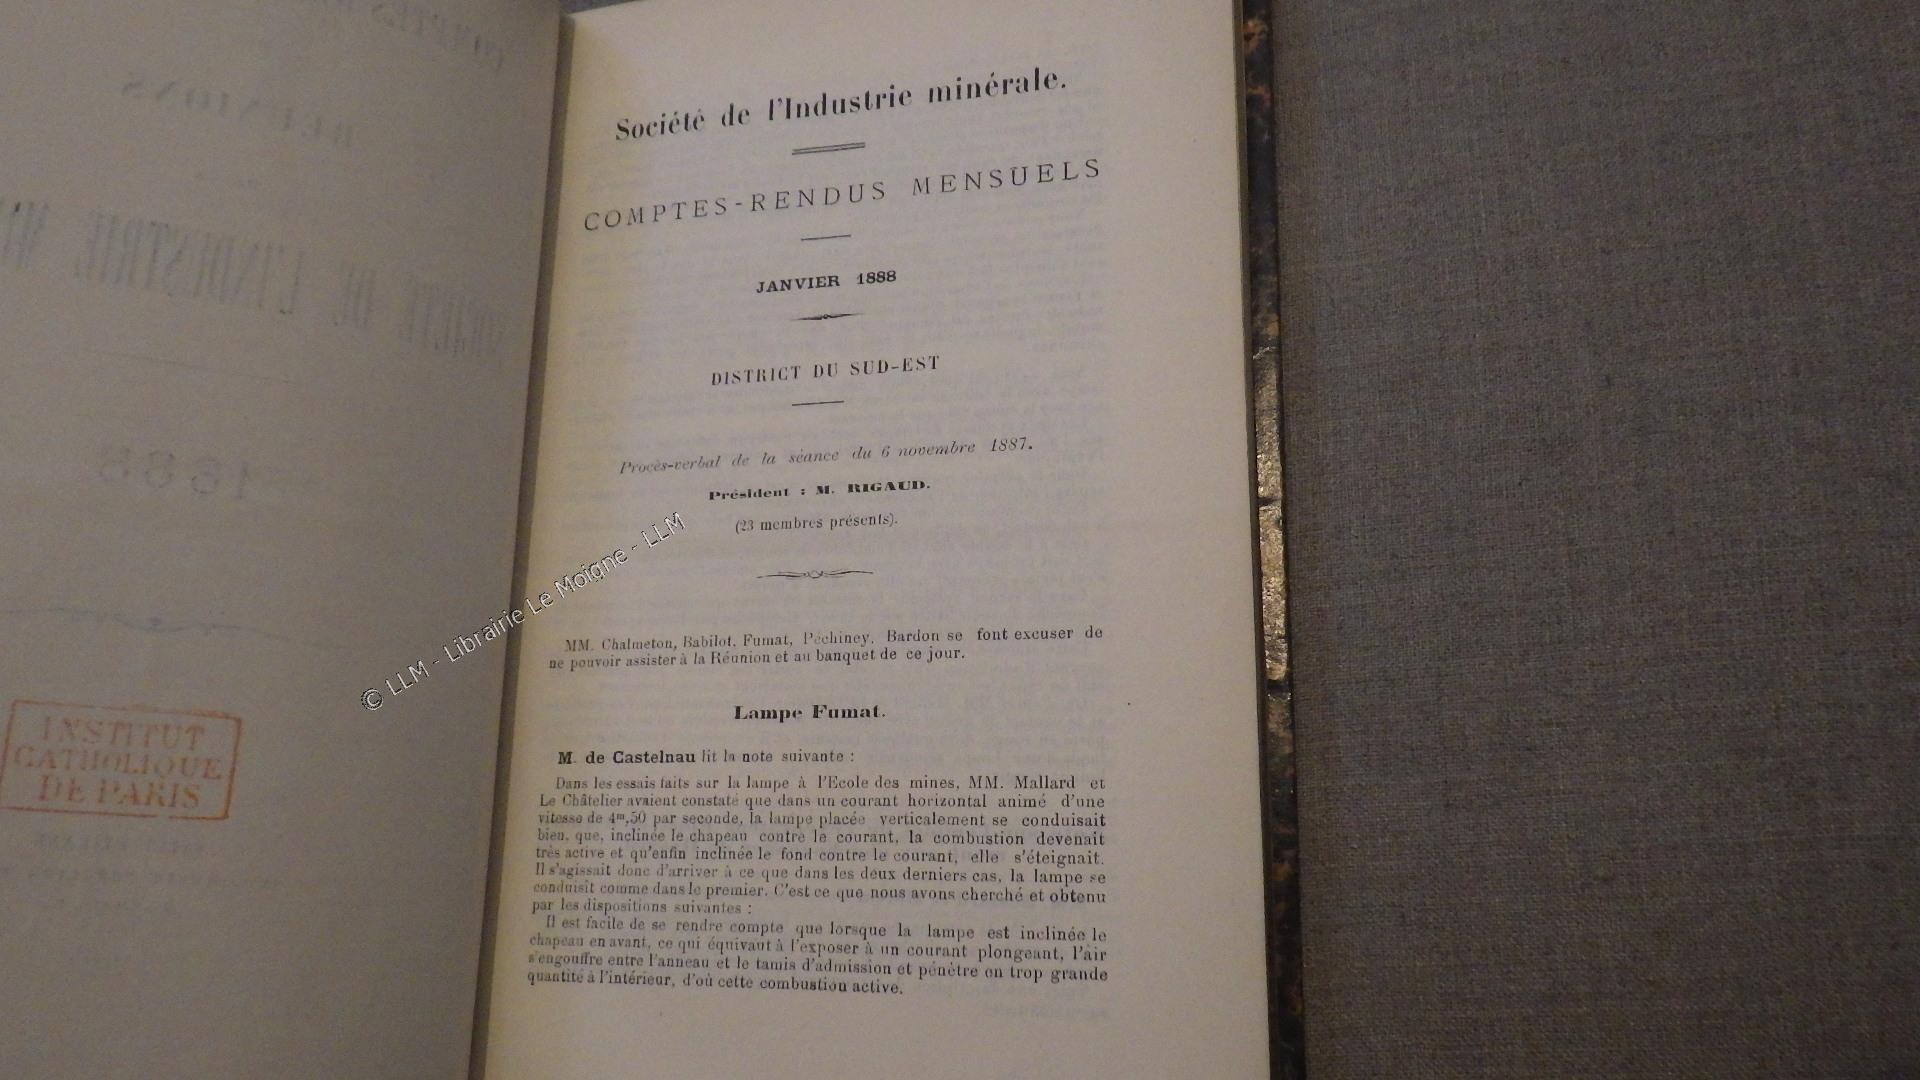 INSTITUT
CATHOLIQUE
DE PARIS
Société de l'Industrie minérale.
COMPTES-RENDUS MENSUELS
JANVIER 1888
DISTRICT DU SUD-EST
Procès-verbal de la séance du 6 novembre 1887.
Président : M. RIGAUD.
(23 membres présents).
MM. Chalmeton, Babilot, Fumat, Péchiney, Bardon se font excuser de
ne pouvoir assister à la Réunion et au banquet de ce jour.
Lampe Fumat.
M. de Castelnau lit la note suivante :
Dans les essais faits sur la lampe à l'Ecole des mines, MM. Mallard et
Le Châtelier avaient constaté que dans un courant horizontal animé d'une
vitesse de 4m,50 par seconde, la lampe placée verticalement se conduisait
bien, que, inclinée le chapeau contre le courant, la combustion devenait
très active et qu'enfin inclinée le fond contre le courant, elle s'éteignait.
Il s'agissait donc d'arriver à ce que dans les deux derniers cas, la lampe se
conduisît comme dans le premier. C'est ce que nous avons cherché et obtenu
par les dispositions suivantes :
Il est facile de se rendre compte que lorsque la lampe est inclinée le
chapeau en avant, ce qui équivaut à l'exposer à un courant plongeant, l'air
s'engouffre entre l'anneau et le tamis d'admission et pénètre en trop grande
quantité à l'intérieur, d'où cette combustion active.
© LLM - Librairie Le Moigne - LLM